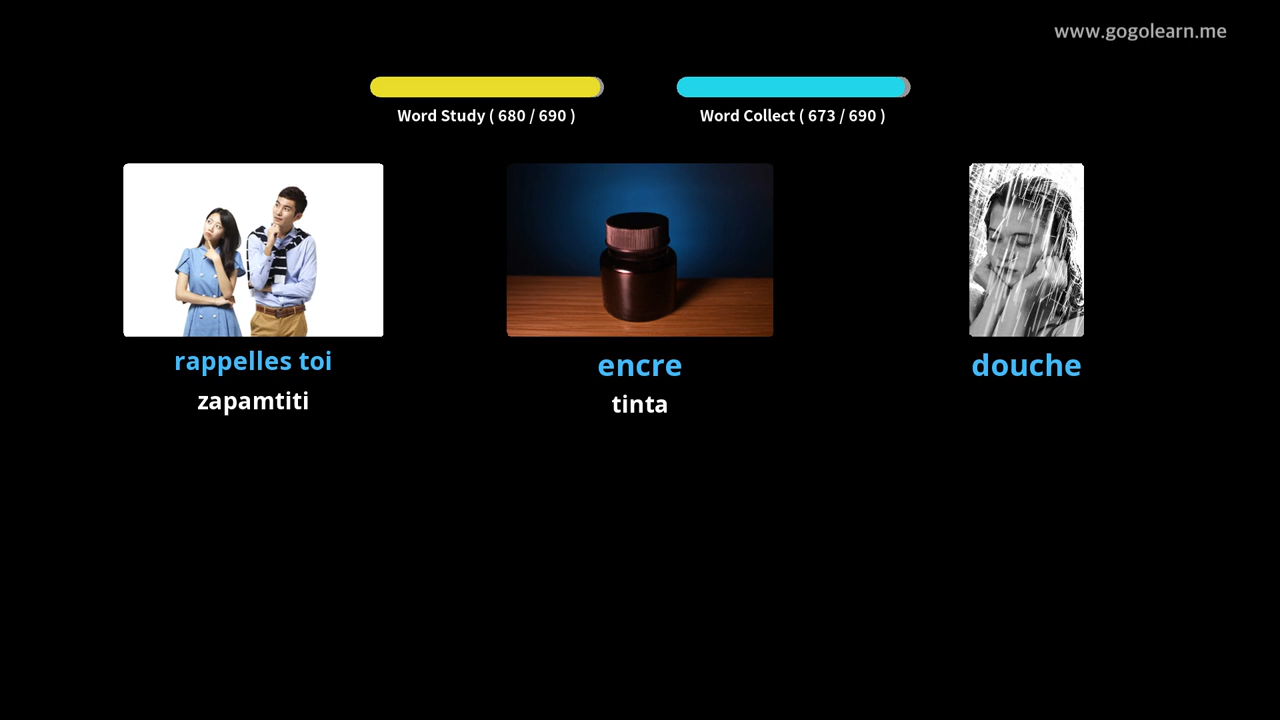 www.gogolearn.me
Word Study ( 680 / 690 )
Word Collect ( 673 / 690 )
rappelles toi
zapamtiti
encre
tinta
douche